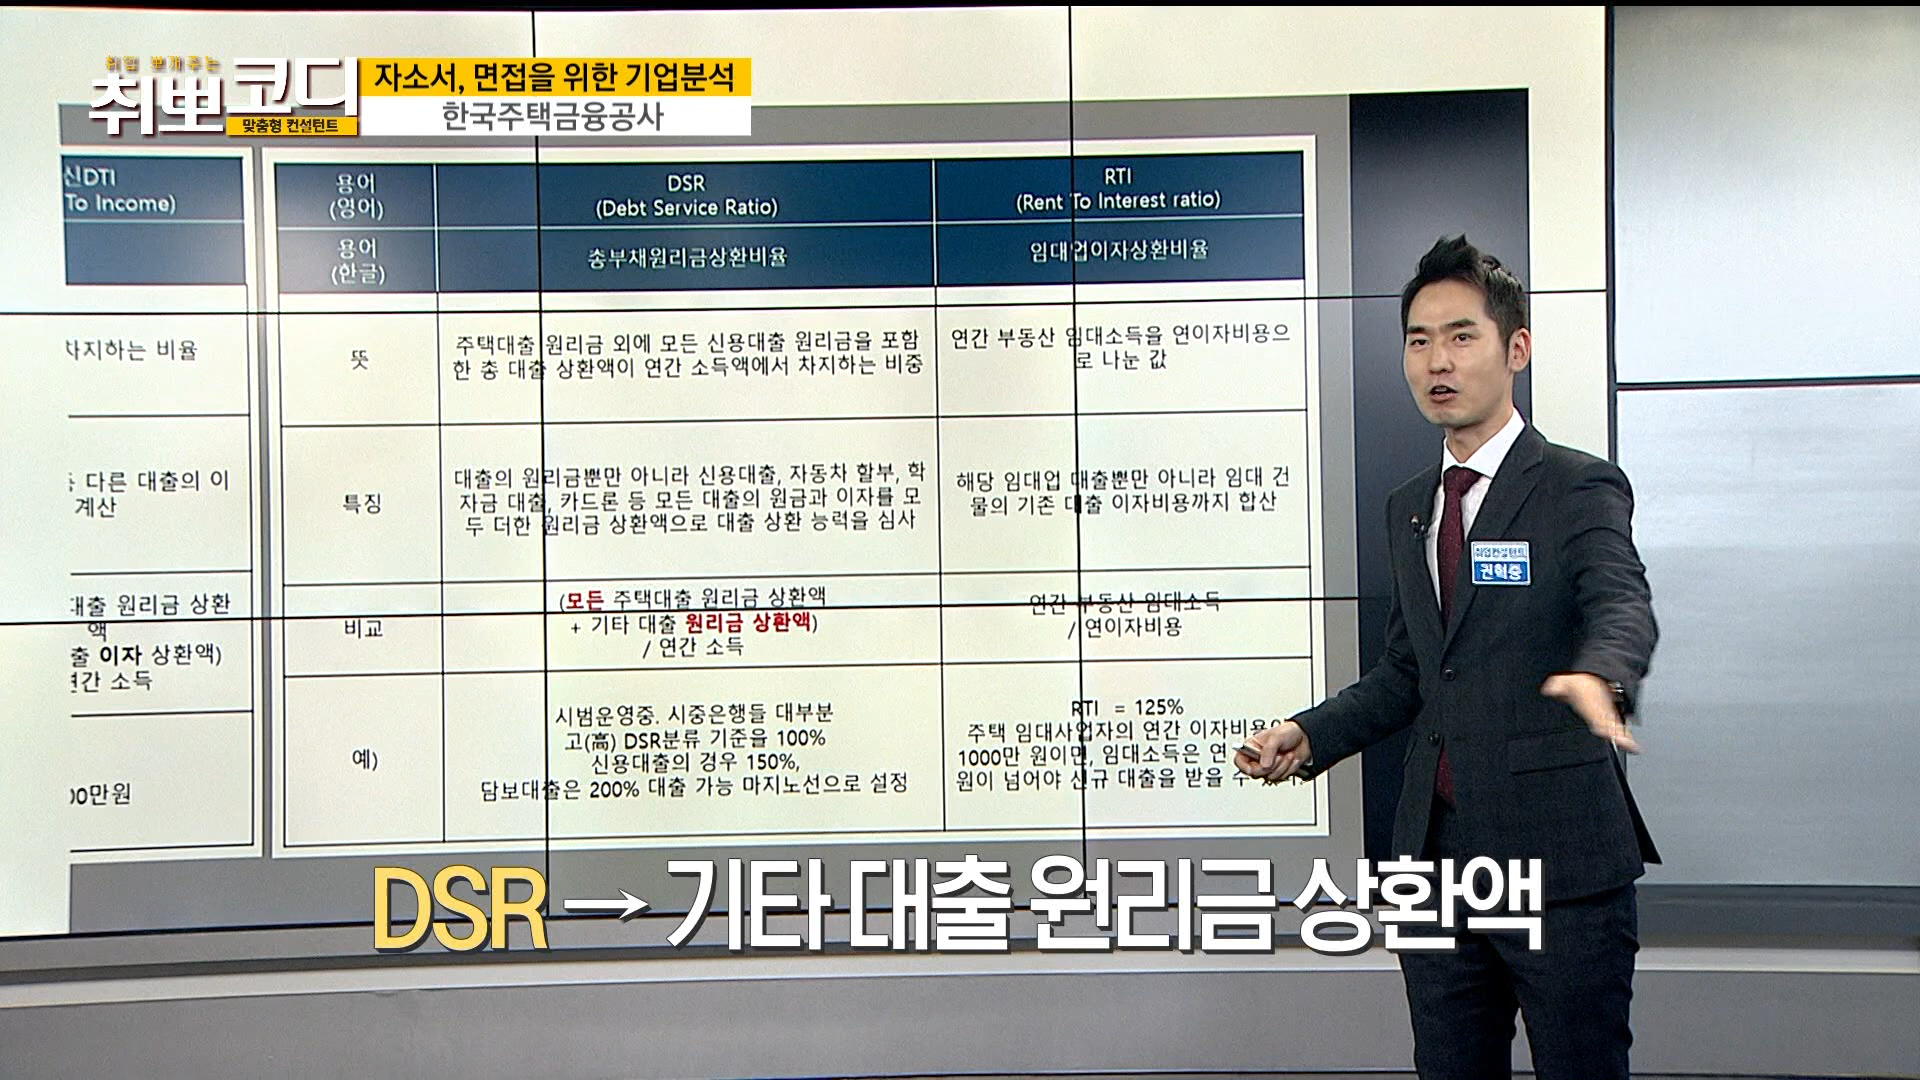 취업 뽀개주는
취뽀코디
맞춤형 컨설턴트
자소서, 면접을 위한 기업분석
한국주택금융공사
신DTI
To Income)
차지하는 비율
다른 대출의 이
계산
대출 원리금 상환
액
출 이자 상환액)
연간 소득
00만원
용어
(영어)
DSR
(Debt Service Ratio)
RTI
(Rent To Interest ratio)
용어
(한글)
총부채원리금상환비율
임대업이자상환비율
뜻
주택대출 원리금 외에 모든 신용대출 원리금을 포함
한 총 대출 상환액이 연간 소득액에서 차지하는 비중
연간 부동산 임대소득을 연이자비용으
로 나눈 값
특징
대출의 원리금뿐만 아니라 신용대출, 자동차 할부, 학
자금 대출, 카드론 등 모든 대출의 원금과 이자를 모
두 더한 원리금 상환액으로 대출 상환 능력을 심사
해당 임대업 대출뿐만 아니라 임대 건
물의 기존 대출 이자비용까지 합산
비교
(모든 주택대출 원리금 상환액
+ 기타 대출 원리금 상환액)
/ 연간 소득
연간 부동산 임대소득
/ 연이자비용
예)
시범운영중. 시중은행들 대부분
고(高) DSR분류 기준을 100%
신용대출의 경우 150%,
담보대출은 200% 대출 가능 마지노선으로 설정
RTI = 125%
주택 임대사업자의 연간 이자비용이
1000만 원이면, 임대소득은 연
원이 넘어야 신규 대출을 받을 수
취업컨설턴트
권혁중
DSR → 기타 대출 원리금 상환액